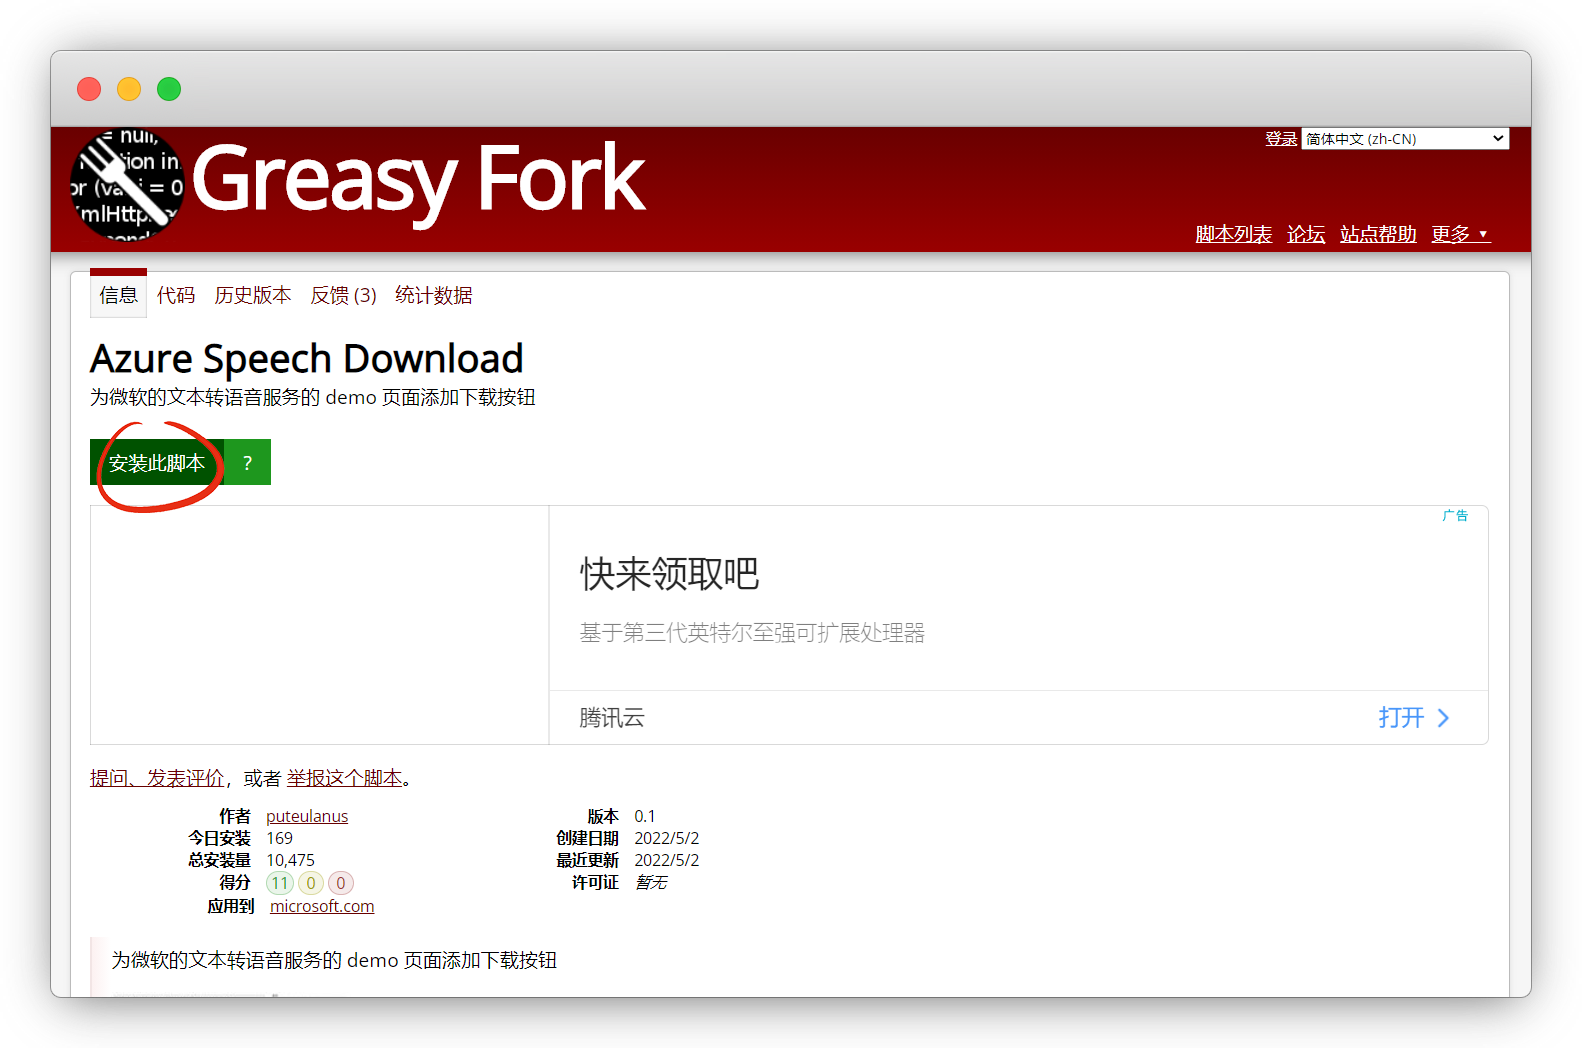 = null,
tion in
or (va i = 0
mlHttp
Greasy Fork
登录 简体中文 (zh-CN)
脚本列表 论坛 站点帮助 更多 ▼
信息 代码 历史版本 反馈 (3) 统计数据
Azure Speech Download
为微软的文本转语音服务的 demo 页面添加下载按钮
安装此脚本 ?
广告
快来领取吧
基于第三代英特尔至强可扩展处理器
腾讯云 打开
提问、发表评价，或者 举报这个脚本。
作者 puteulanus 版本 0.1
今日安装 169 创建日期 2022/5/2
总安装量 10,475 最近更新 2022/5/2
得分 11 0 0 许可证 暂无
应用到 microsoft.com
为微软的文本转语音服务的 demo 页面添加下载按钮